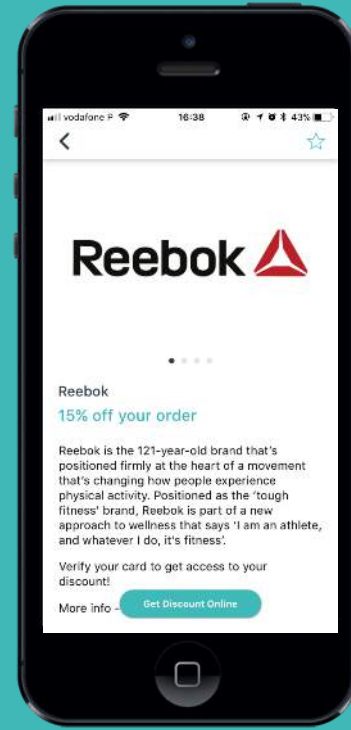 vodafone P 16:38 43%
Reebok
Reebok
15% off your order
Reebok is the 121-year-old brand that's
positioned firmly at the heart of a movement
that's changing how people experience
physical activity. Positioned as the 'tough
fitness' brand, Reebok is part of a new
approach to wellness that says 'I am an athlete,
and whatever I do, it's fitness'.
Verify your card to get access to your
discount!
More info - Get Discount Online